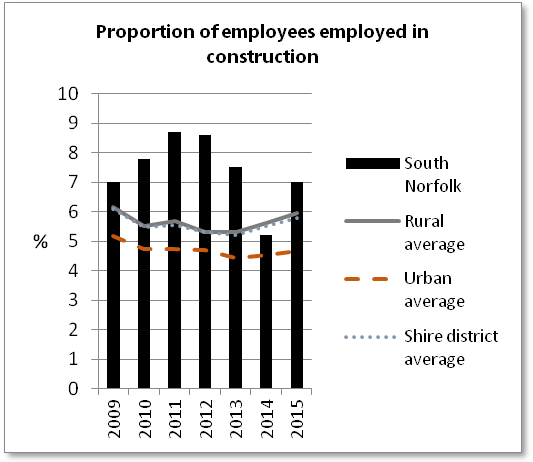 Proportion of employees employed in
construction
10
9
8
7
6
5
4
3
2
1
0
%
2009
2010
2011
2012
2013
2014
2015
South
Norfolk
Rural
average
Urban
average
Shire district
average